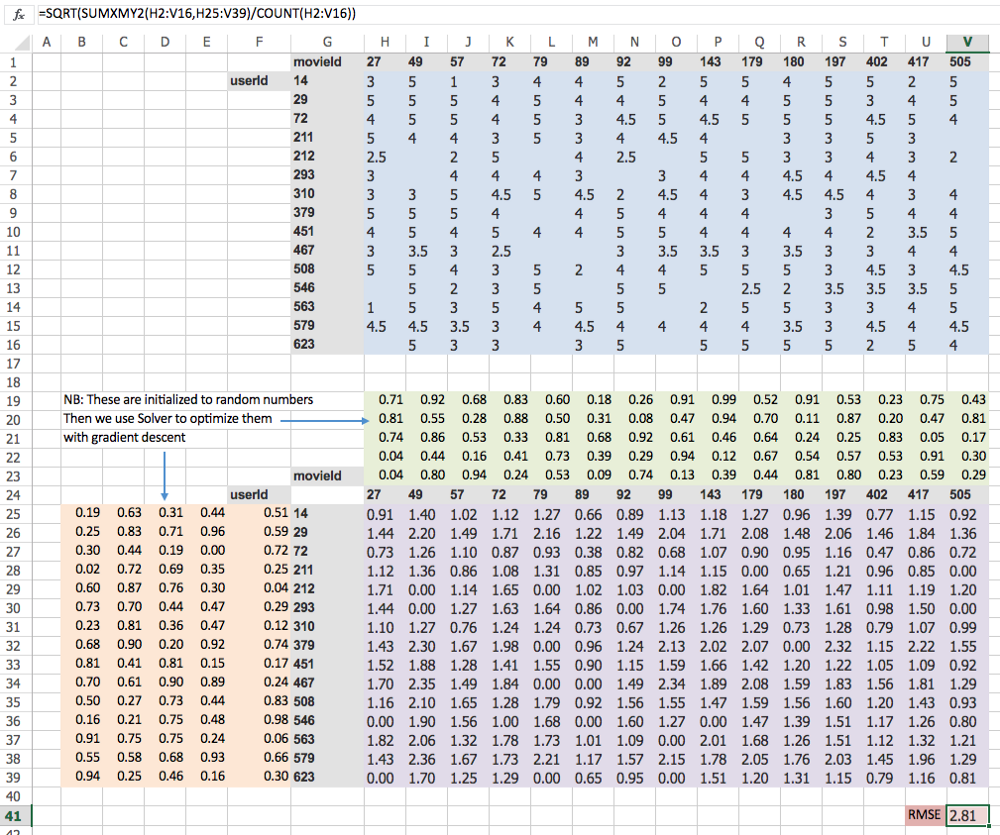 fx =SQRT(SUMXMY2(H2:V16,H25:V39)/COUNT(H2:V16))
A B C D E F G H I J K L M N O P Q R S T U V
1 movieId 27 49 57 72 79 89 92 99 143 179 180 197 402 417 505
2 userId 14 3 5 1 3 4 4 5 2 5 5 4 5 5 2 5
3 29 5 5 5 4 5 4 4 5 4 4 5 5 3 4 5
4 72 4 5 5 4 5 3 4.5 5 4.5 5 5 5 4.5 5 4
5 211 5 4 4 3 5 3 4 4.5 4 3 3 5 3
6 212 2.5 2 5 4 2.5 5 5 3 3 4 3 2
7 293 3 4 4 4 3 3 4 4 4.5 4 4.5 4
8 310 3 3 5 4.5 5 4.5 2 4.5 4 3 4.5 4.5 4 3 4
9 379 5 5 5 4 4 5 4 4 4 3 5 4 4
10 451 4 5 4 5 4 4 5 5 4 4 4 4 2 3.5 5
11 467 3 3.5 3 2.5 3 3.5 3.5 3 3.5 3 3 4 4
12 508 5 5 4 3 5 2 4 4 5 5 5 3 4.5 3 4.5
13 546 5 2 3 5 5 5 2.5 2 3.5 3.5 3.5 5
14 563 1 5 3 5 4 5 5 2 5 5 3 3 4 5
15 579 4.5 4.5 3.5 3 4 4.5 4 4 4 4 3.5 3 4.5 4 4.5
16 623 5 3 3 3 5 5 5 5 5 2 5 4
17
18
19 NB: These are initialized to random numbers 0.71 0.92 0.68 0.83 0.60 0.18 0.26 0.91 0.99 0.52 0.91 0.53 0.23 0.75 0.43
20 Then we use Solver to optimize them 0.81 0.55 0.28 0.88 0.50 0.31 0.08 0.47 0.94 0.70 0.11 0.87 0.20 0.47 0.81
21 with gradient descent 0.74 0.86 0.53 0.33 0.81 0.68 0.92 0.61 0.46 0.64 0.24 0.25 0.83 0.05 0.17
22 0.04 0.44 0.16 0.41 0.73 0.39 0.29 0.94 0.12 0.67 0.54 0.57 0.53 0.91 0.30
23 movieId 0.04 0.80 0.94 0.24 0.53 0.09 0.74 0.13 0.39 0.44 0.81 0.80 0.23 0.59 0.29
24 userId 27 49 57 72 79 89 92 99 143 179 180 197 402 417 505
25 0.19 0.63 0.31 0.44 0.51 14 0.91 1.40 1.02 1.12 1.27 0.66 0.89 1.13 1.18 1.27 0.96 1.39 0.77 1.15 0.92
26 0.25 0.83 0.71 0.96 0.59 29 1.44 2.20 1.49 1.71 2.16 1.22 1.49 2.04 1.71 2.08 1.48 2.06 1.46 1.84 1.36
27 0.30 0.44 0.19 0.00 0.72 72 0.73 1.26 1.10 0.87 0.93 0.38 0.82 0.68 1.07 0.90 0.95 1.16 0.47 0.86 0.72
28 0.02 0.72 0.69 0.35 0.25 211 1.12 1.36 0.86 1.08 1.31 0.85 0.97 1.14 1.15 0.00 0.65 1.21 0.96 0.85 0.00
29 0.60 0.87 0.76 0.30 0.04 212 1.71 0.00 1.14 1.65 0.00 1.02 1.03 0.00 1.82 1.64 1.01 1.47 1.11 1.19 1.20
30 0.73 0.70 0.44 0.47 0.29 293 1.44 0.00 1.27 1.63 1.64 0.86 0.00 1.74 1.76 1.60 1.33 1.61 0.98 1.50 0.00
31 0.23 0.81 0.36 0.47 0.12 310 1.10 1.27 0.76 1.24 1.24 0.73 0.67 1.26 1.26 1.29 0.73 1.28 0.79 1.07 0.99
32 0.68 0.90 0.20 0.92 0.74 379 1.43 2.30 1.67 1.98 0.00 0.96 1.24 2.13 2.02 2.07 0.00 2.32 1.15 2.22 1.55
33 0.81 0.41 0.81 0.15 0.17 451 1.52 1.88 1.28 1.41 1.55 0.90 1.15 1.59 1.66 1.42 1.20 1.22 1.05 1.09 0.92
34 0.70 0.61 0.90 0.89 0.24 467 1.70 2.35 1.49 1.84 0.00 0.00 1.49 2.34 1.89 2.08 1.59 1.83 1.56 1.81 1.29
35 0.50 0.27 0.73 0.44 0.83 508 1.16 2.10 1.65 1.28 1.79 0.92 1.56 1.55 1.47 1.59 1.56 1.60 1.20 1.43 0.93
36 0.16 0.21 0.75 0.48 0.98 546 0.00 1.90 1.56 1.00 1.68 0.00 1.60 1.27 0.00 1.47 1.39 1.51 1.17 1.26 0.80
37 0.91 0.75 0.75 0.24 0.06 563 1.82 2.06 1.32 1.78 1.73 1.01 1.09 0.00 2.01 1.68 1.26 1.51 1.12 1.32 1.21
38 0.55 0.58 0.68 0.93 0.66 579 1.43 2.36 1.67 1.73 2.21 1.17 1.57 2.15 1.78 2.05 1.76 2.03 1.45 1.96 1.29
39 0.94 0.25 0.46 0.16 0.30 623 0.00 1.70 1.25 1.29 0.00 0.65 0.95 0.00 1.51 1.20 1.31 1.15 0.79 1.16 0.81
40
41 RMSE 2.81